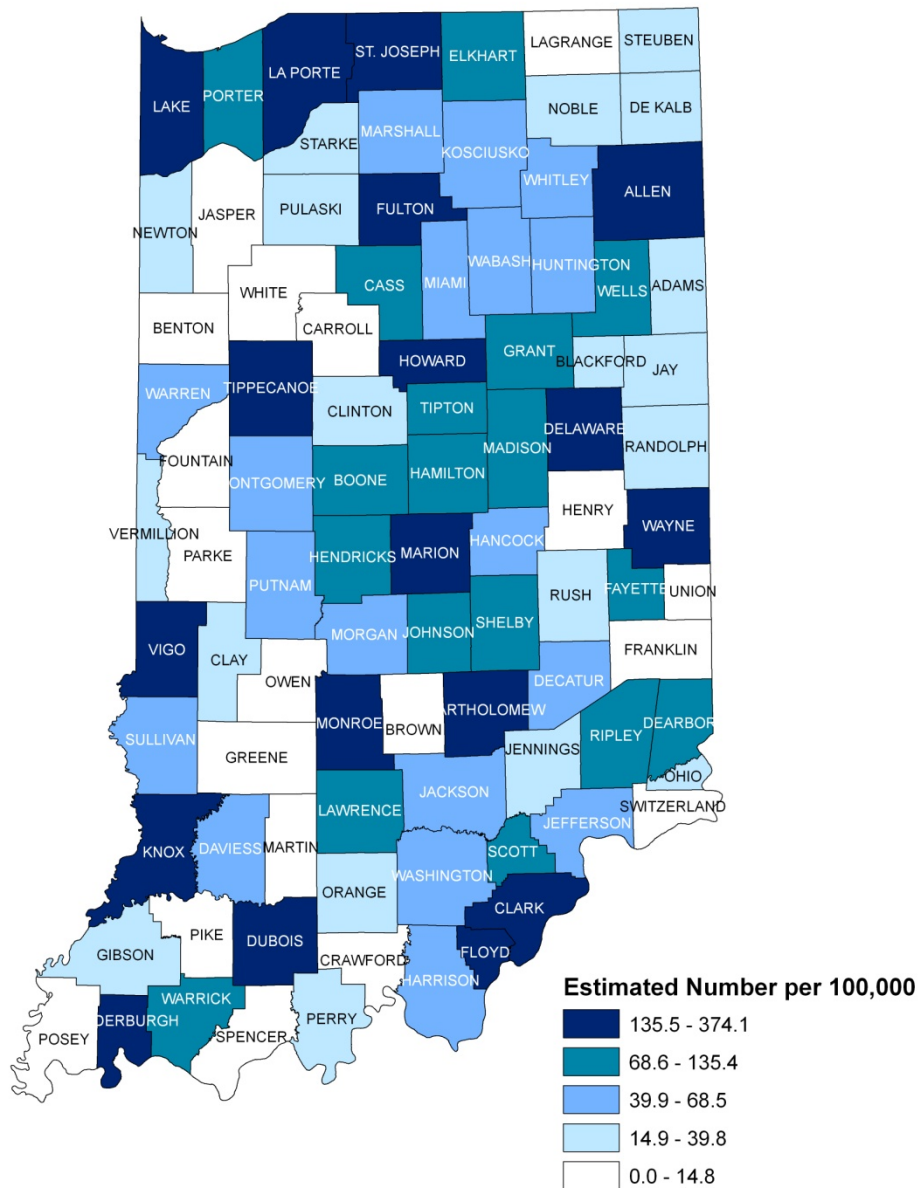 LAGRANGE
STEUBEN
ST. JOSEPH
ELKHART
LA PORTE
PORTER
LAKE
NOBLE
DE KALB
MARSHALL
STARKE
KOSCIUSKO
WHITLEY
ALLEN
PULASKI
FULTON
JASPER
NEWTON
WABASH
HUNTINGTON
CASS
MIAMI
WELLS
ADAMS
WHITE
BENTON
CARROLL
GRANT
HOWARD
BLACKFORD
JAY
TIPPECANOE
WARREN
CLINTON
TIPTON
DELAWARE
MADISON
RANDOLPH
FOUNTAIN
ONTGOMERY
BOONE
HAMILTON
HENRY
VERMILLION
WAYNE
PARKE
HENDRICKS
MARION
HANCOCK
PUTNAM
RUSH
FAYETTE
UNION
MORGAN
JOHNSON
SHELBY
VIGO
CLAY
FRANKLIN
OWEN
DECATUR
MONROE
BROWN
ARTHOLOMEW
DEARBOR
SULLIVAN
RIPLEY
JENNINGS
GREENE
OHIO
JACKSON
SWITZERLAND
LAWRENCE
JEFFERSON
MARTIN
KNOX
DAVIESS
SCOTT
WASHINGTON
ORANGE
CLARK
PIKE
DUBOIS
GIBSON
FLOYD
CRAWFORD
HARRISON
WARRICK
DERBURGH
PERRY
POSEY
SPENCER
Estimated Number per 100,000
135.5 - 374.1
68.6 - 135.4
39.9 - 68.5
14.9 - 39.8
0.0 - 14.8